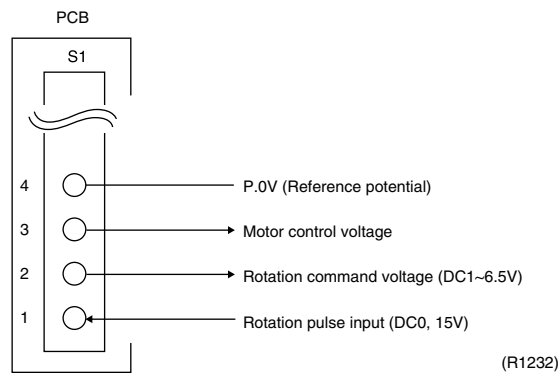 PCB
S1
4 P.0V (Reference potential)
3 Motor control voltage
2 Rotation command voltage (DC1~6.5V)
1 Rotation pulse input (DC0, 15V)
(R1232)